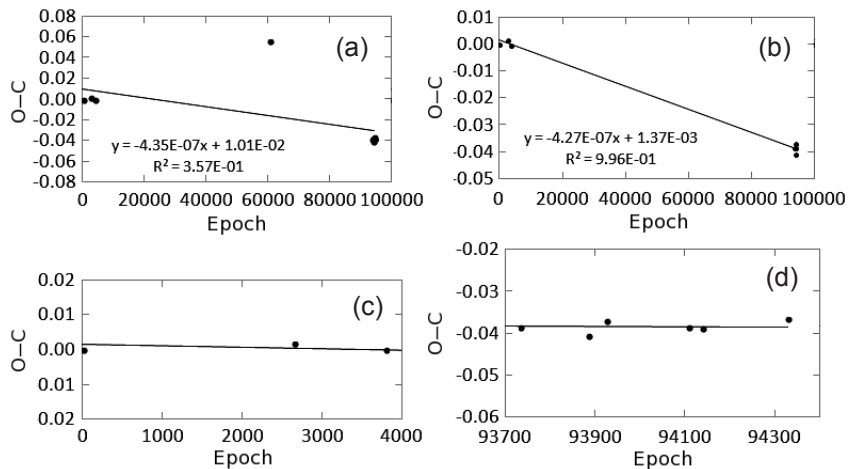 (a)
0.08
0.06
0.04
0.02
0.00
-0.02
-0.04
-0.06
-0.08
O–C
y = -4.35E-07x + 1.01E-02
R² = 3.57E-01
0 20000 40000 60000 80000 100000
Epoch
(b)
0.01
0.00
-0.01
-0.02
-0.03
-0.04
-0.05
O–C
y = -4.27E-07x + 1.37E-03
R² = 9.96E-01
0 20000 40000 60000 80000 100000
Epoch
(c)
0.02
0.01
0.00
0.01
0.02
O–C
0 1000 2000 3000 4000
Epoch
(d)
-0.02
-0.03
-0.04
-0.05
-0.06
O–C
93700 93900 94100 94300
Epoch